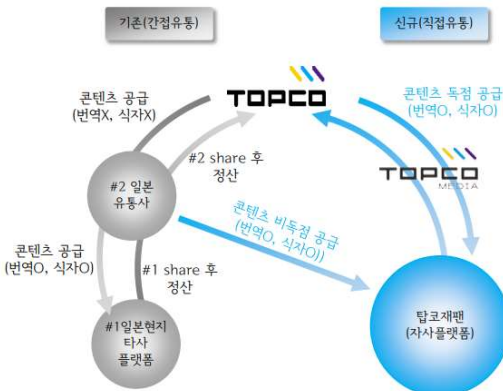 기존(간접유통)
신규(직접유통)
TOPCO
콘텐츠 공급
(번역X, 식자X)
콘텐츠 독점 공급
(번역O, 식자O)
#2 share 후
정산
TOPCO
MEDIA
#2 일본
유통사
콘텐츠 비독점 공급
(번역O, 식자O))
콘텐츠 공급
(번역O, 식자O)
#1 share 후
정산
#1일본현지
타사
플랫폼
탑코재팬
(자사플랫폼)